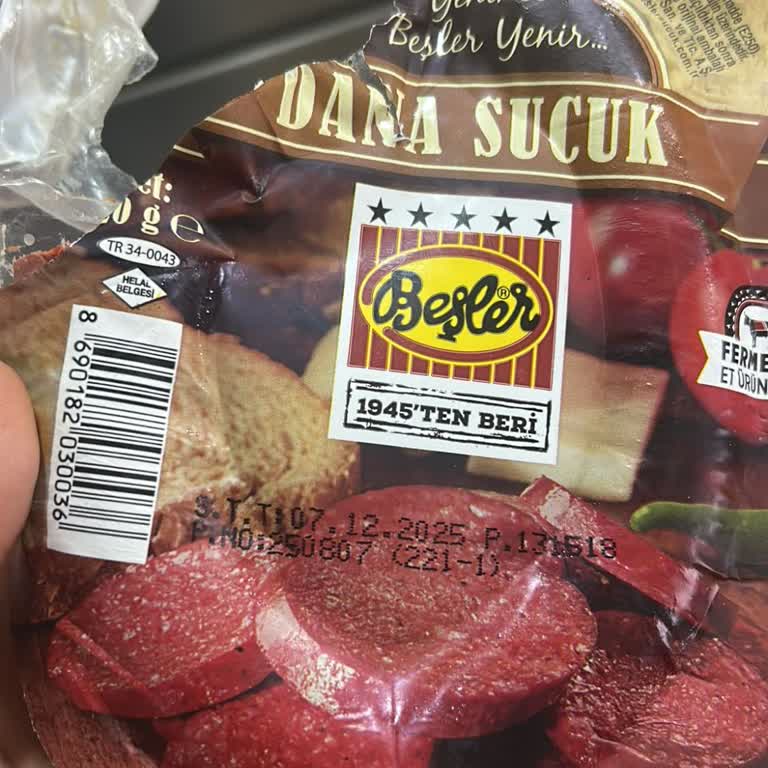 Beşler Yenir...
DANA SUCUK
0 g ℮
TR 34-0043
HELAL
BELGESİ
Beşler®
1945'TEN BERİ
FERME
ET ÜRÜN
8 690182 030036
S.T.T:07.12.2025 P.131518
P.NO:250807 (221-1)